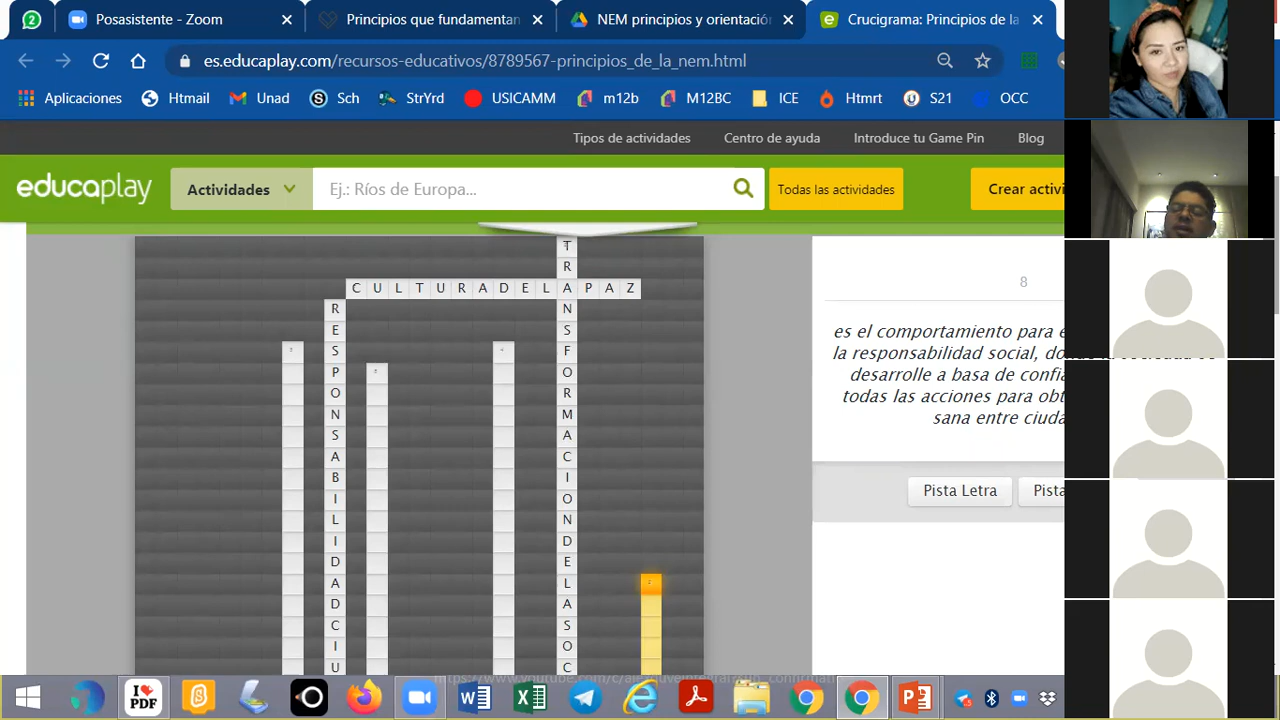 2
Posasistente - Zoom
Principios que fundamentan
NEM principios y orientación
Crucigrama: Principios de la
es.educaplay.com/recursos-educativos/8789567-principios_de_la_nem.html
Aplicaciones
Htmail
Unad
Sch
StrYrd
USICAMM
m12b
M12BC
ICE
Htmrt
S21
OCC
Tipos de actividades
Centro de ayuda
Introduce tu Game Pin
Blog
educaplay
Actividades
Ej.: Ríos de Europa...
Todas las actividades
Crear activi
TRANSFORMACIONDELASOC
CULTURADELAPAZ
RESPONSABILIDADCIU
8
es el comportamiento para e
la responsabilidad social,
desarrolle a basa de confia
todas las acciones para obt
sana entre ciuda
Pista Letra
Pista
I
PDF